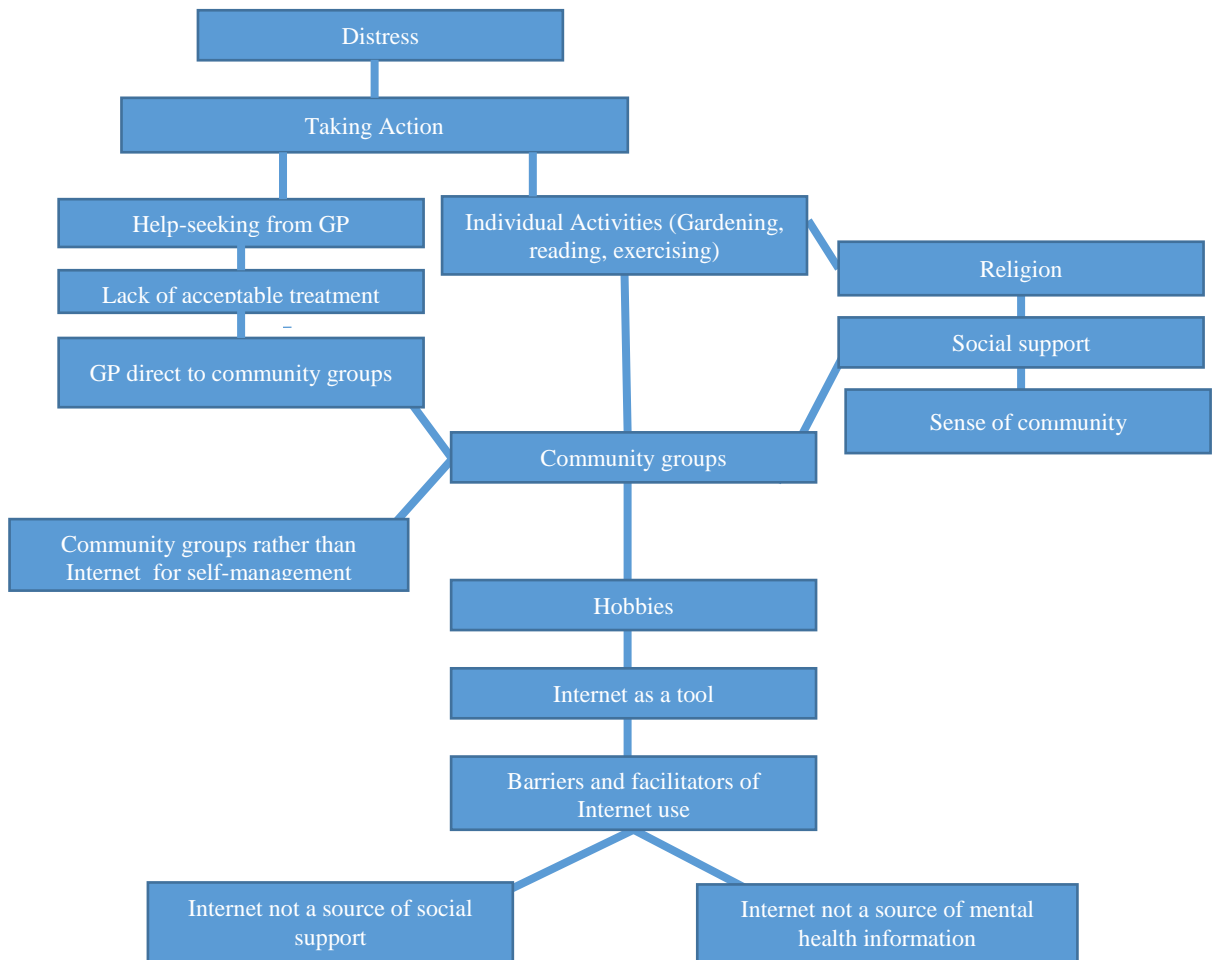 Distress
Taking Action
Help-seeking from GP
Individual Activities (Gardening,
reading, exercising)
Religion
Lack of acceptable treatment
Social support
GP direct to community groups
Sense of community
Community groups
Community groups rather than
Internet for self-management
Hobbies
Internet as a tool
Barriers and facilitators of
Internet use
Internet not a source of social
support
Internet not a source of mental
health information